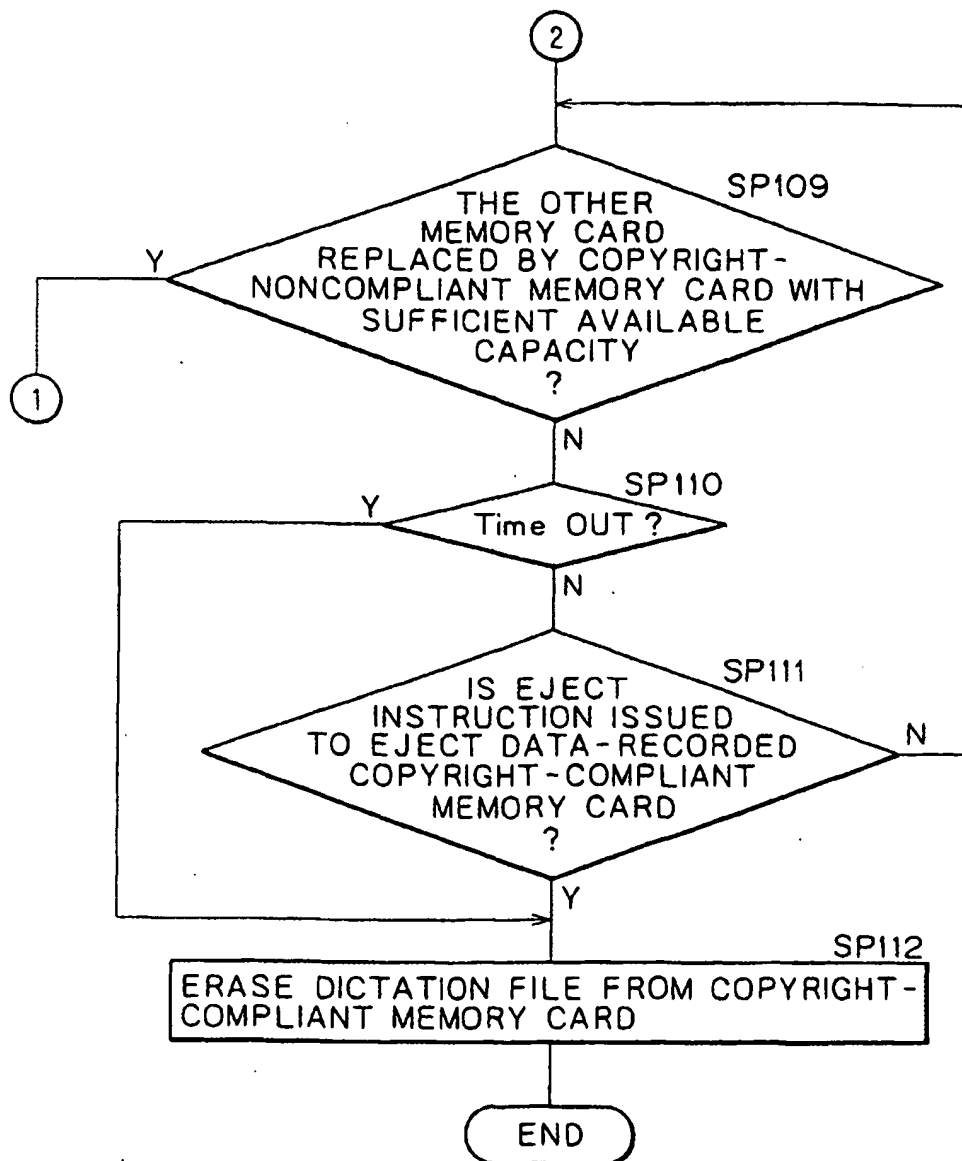 2
SP109
THE OTHER
MEMORY CARD
REPLACED BY COPYRIGHT-
NONCOMPLIANT MEMORY CARD WITH
SUFFICIENT AVAILABLE
CAPACITY
?
Y
1
N
SP110
Y
Time OUT ?
N
SP111
IS EJECT
INSTRUCTION ISSUED
TO EJECT DATA-RECORDED
COPYRIGHT-COMPLIANT
MEMORY CARD
?
N
Y
SP112
ERASE DICTATION FILE FROM COPYRIGHT-
COMPLIANT MEMORY CARD
END